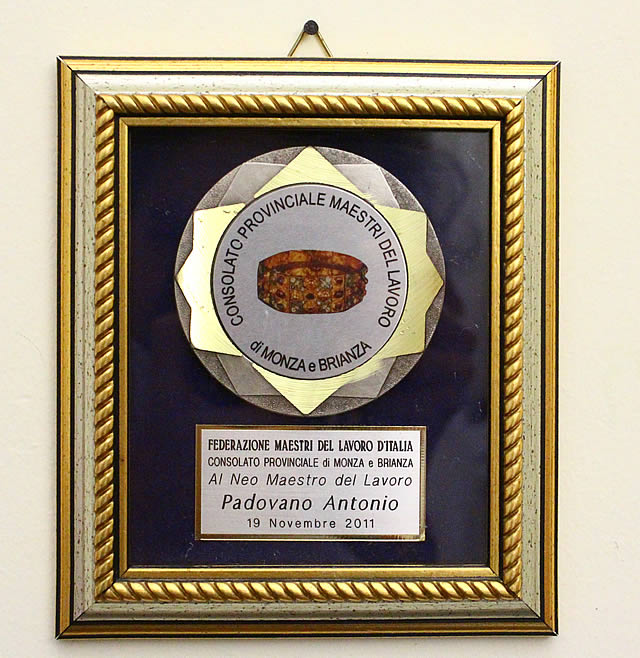 CONSOLATO PROVINCIALE MAESTRI DEL LAVORO
di MONZA e BRIANZA
FEDERAZIONE MAESTRI DEL LAVORO D'ITALIA
CONSOLATO PROVINCIALE di MONZA e BRIANZA
Al Neo Maestro del Lavoro
Padovano Antonio
19 Novembre 2011